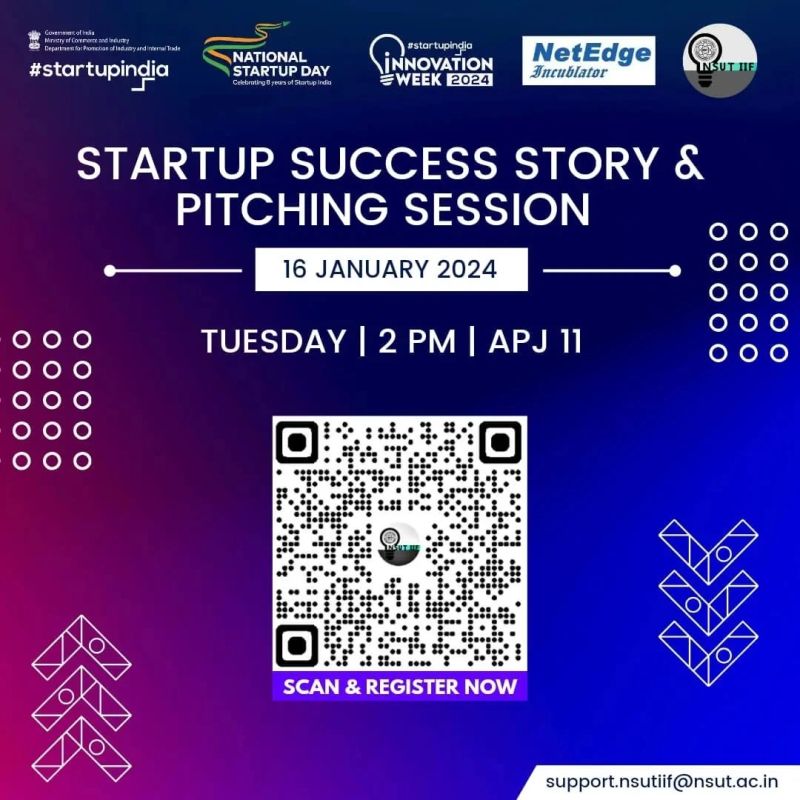 Government of India
Ministry of Commerce and Industry
Department for Promotion of Industry and Internal Trade
#startupindia
NATIONAL
STARTUP DAY
Celebrating 8 years of Startup India
#startupindia
INNOVATION
WEEK 2024
NetEdge
Incublator
NSUT IIF
STARTUP SUCCESS STORY &
PITCHING SESSION
16 JANUARY 2024
TUESDAY | 2 PM | APJ 11
NSUT IIF
SCAN & REGISTER NOW
support.nsutiif@nsut.ac.in